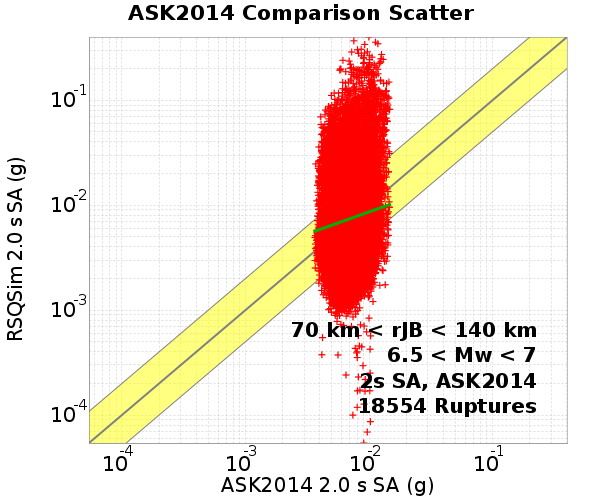 ASK2014 Comparison Scatter
RSQSim 2.0 s SA (g)
10-1
10-2
10-3
10-4
70 km < rJB < 140 km
6.5 < Mw < 7
2s SA, ASK2014
18554 Ruptures
10-4 10-3 10-2 10-1
ASK2014 2.0 s SA (g)